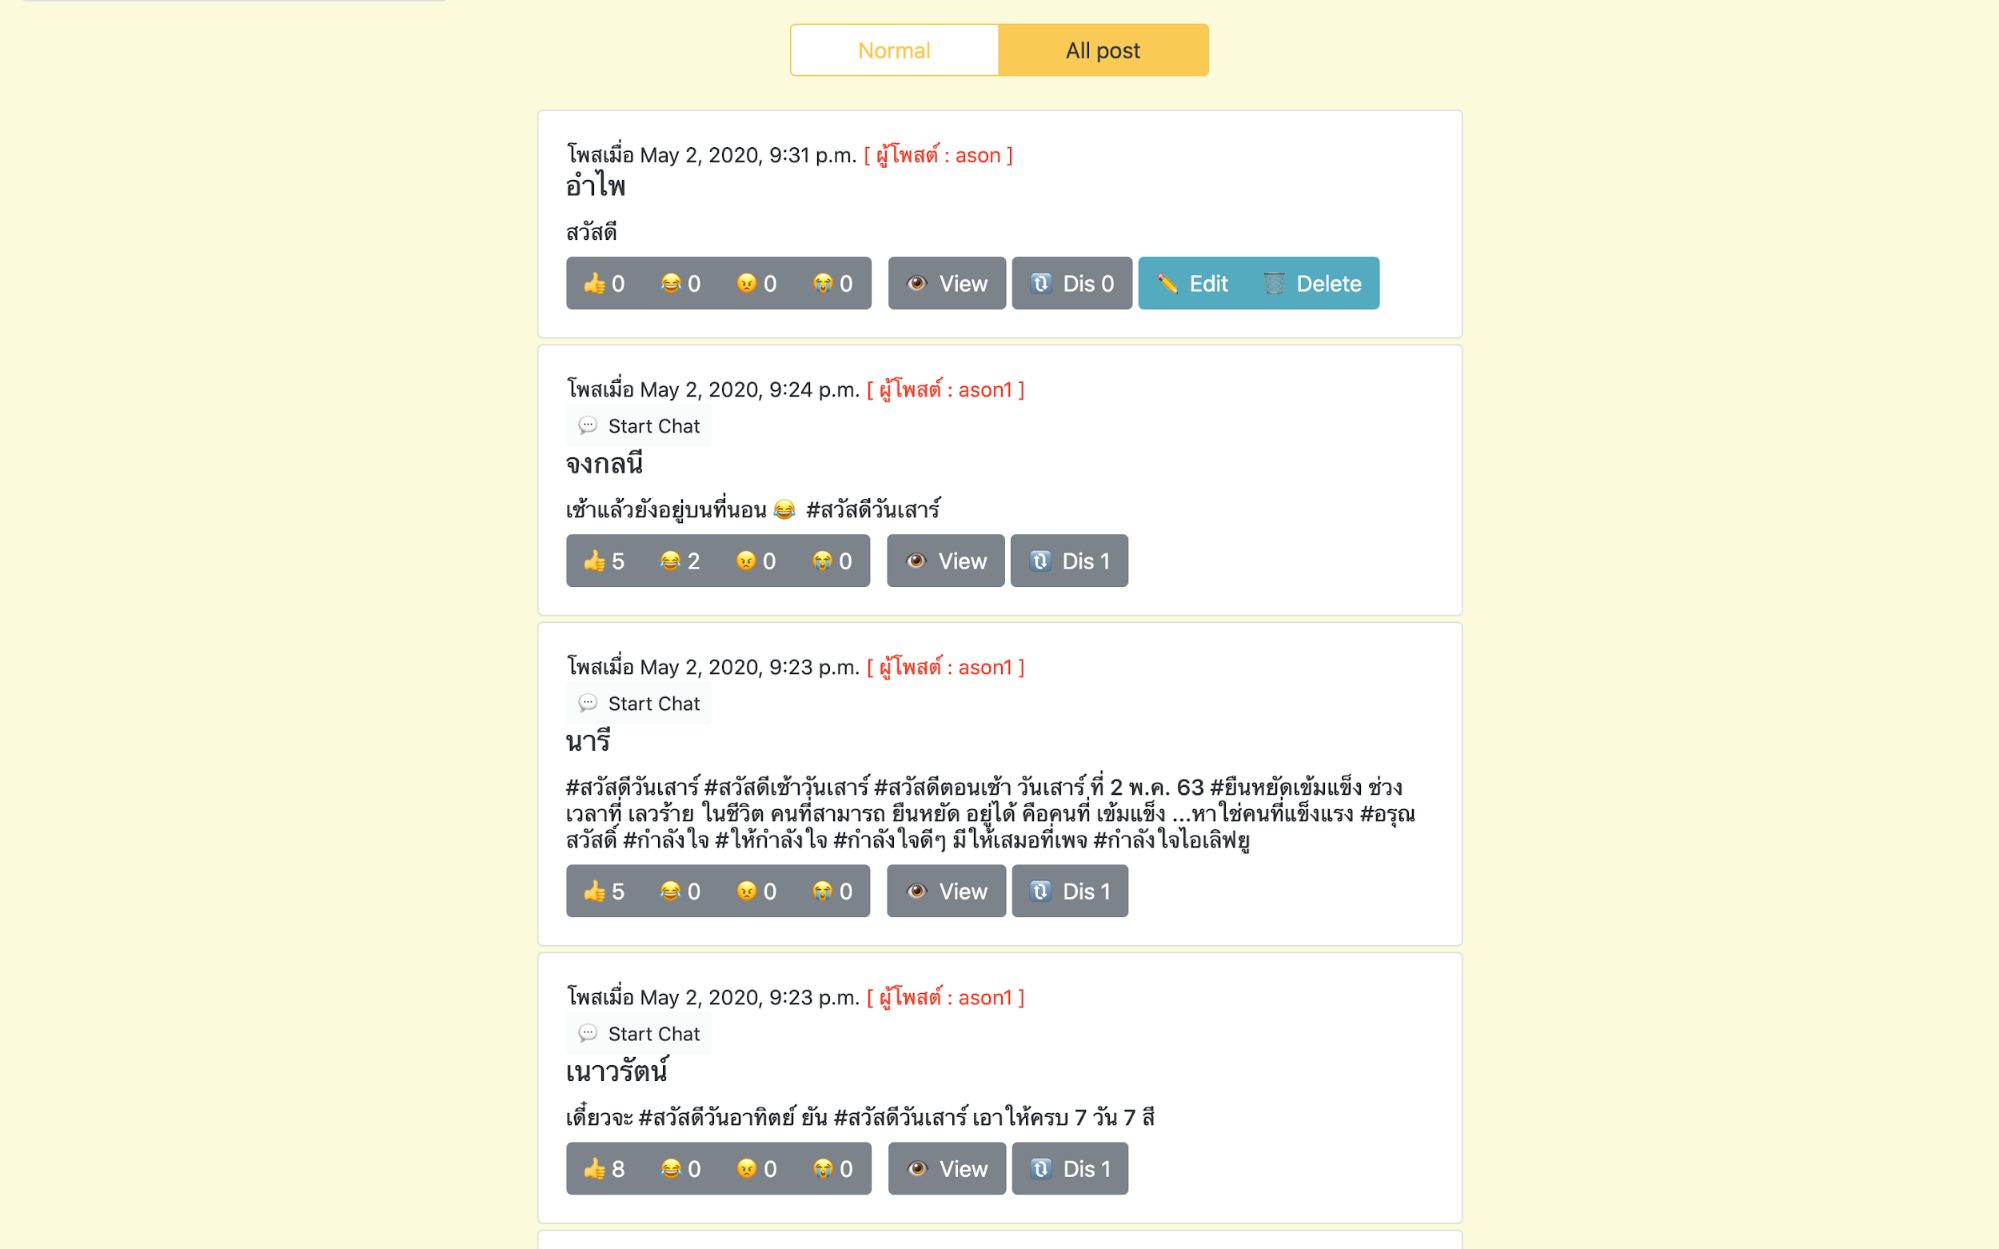 Normal All post
โพสเมื่อ May 2, 2020, 9:31 p.m. [ ผู้โพสต์ : ason ]
อำไพ
สวัสดี
👍 0 😂 0 😠 0 😭 0 👁 View 🔃 Dis 0 ✏️ Edit 🗑 Delete
โพสเมื่อ May 2, 2020, 9:24 p.m. [ ผู้โพสต์ : ason1 ]
💬 Start Chat
จงกลนี
เช้าแล้วยังอยู่บนที่นอน 😂 #สวัสดีวันเสาร์
👍 5 😂 2 😠 0 😭 0 👁 View 🔃 Dis 1
โพสเมื่อ May 2, 2020, 9:23 p.m. [ ผู้โพสต์ : ason1 ]
💬 Start Chat
นารี
#สวัสดีวันเสาร์ #สวัสดีเช้าวันเสาร์ #สวัสดีตอนเช้า วันเสาร์ ที่ 2 พ.ค. 63 #ยืนหยัดเข้มแข็ง ช่วง
เวลาที่ เลวร้าย ในชีวิต คนที่สามารถ ยืนหยัด อยู่ได้ คือคนที่ เข้มแข็ง ...หาใช่คนที่แข็งแรง #อรุณ
สวัสดิ์ #กำลังใจ #ให้กำลังใจ #กำลังใจดีๆ มีให้เสมอที่เพจ #กำลังใจไอเลิฟยู
👍 5 😂 0 😠 0 😭 0 👁 View 🔃 Dis 1
โพสเมื่อ May 2, 2020, 9:23 p.m. [ ผู้โพสต์ : ason1 ]
💬 Start Chat
เนาวรัตน์
เดี๋ยวจะ #สวัสดีวันอาทิตย์ ยัน #สวัสดีวันเสาร์ เอาให้ครบ 7 วัน 7 สี
👍 8 😂 0 😠 0 😭 0 👁 View 🔃 Dis 1